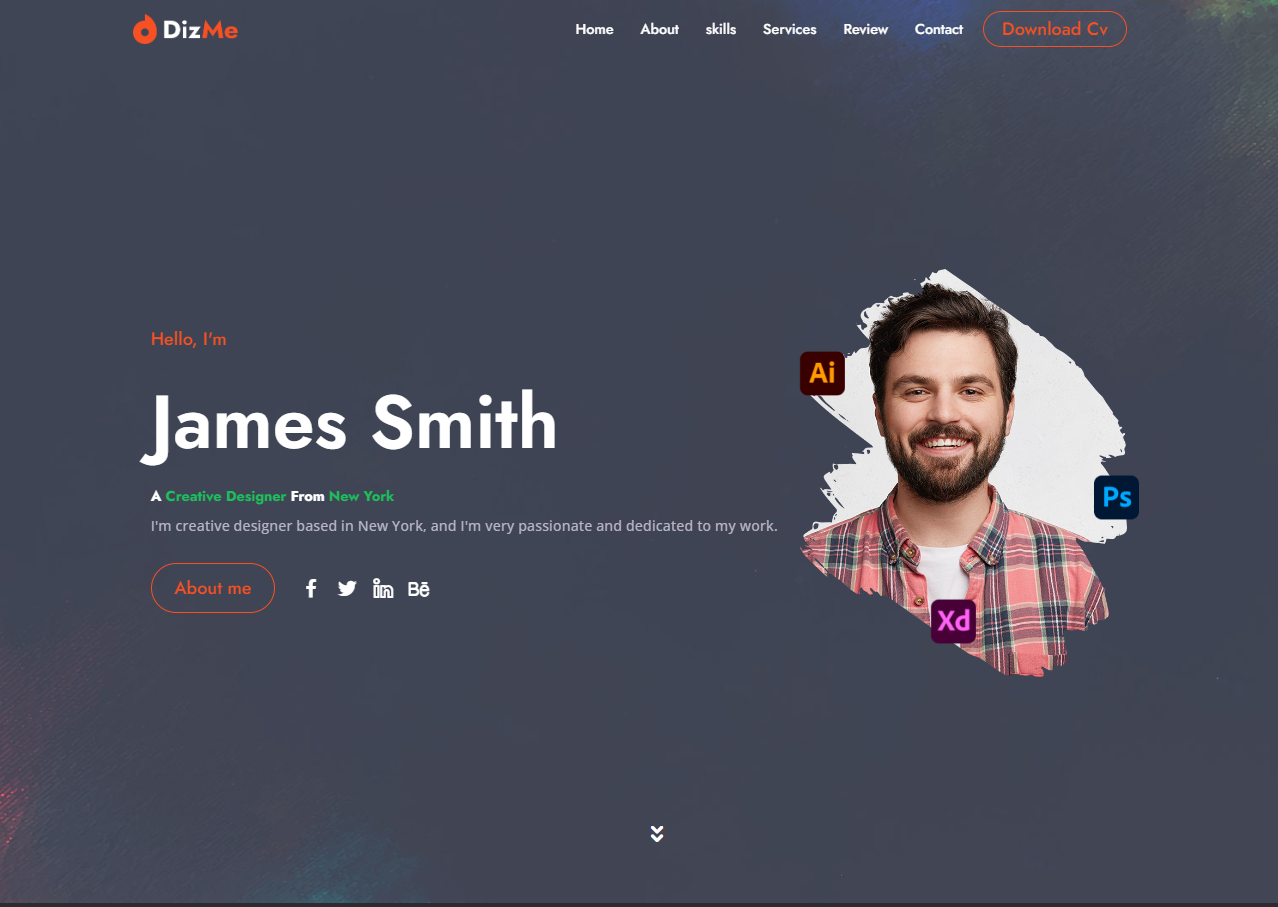 DizMe
Home About skills Services Review Contact Download Cv
Hello, I'm
James Smith
A Creative Designer From New York
I'm creative designer based in New York, and I'm very passionate and dedicated to my work.
About me
Bē
Ai
Ps
Xd